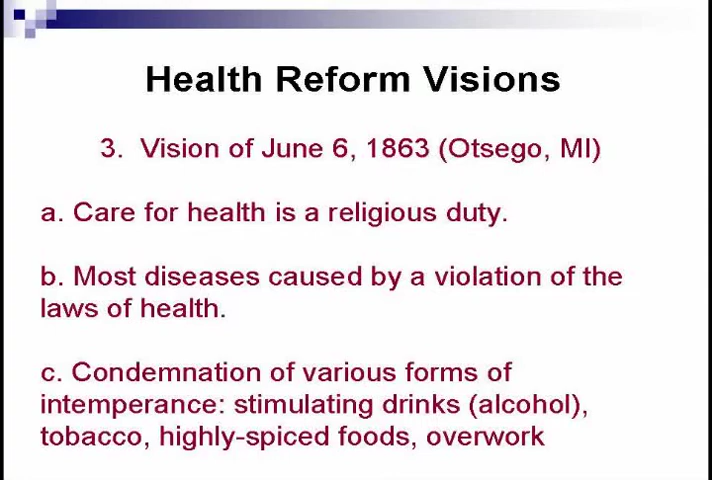 Health Reform Visions
3. Vision of June 6, 1863 (Otsego, MI)
a. Care for health is a religious duty.
b. Most diseases caused by a violation of the
laws of health.
c. Condemnation of various forms of
intemperance: stimulating drinks (alcohol),
tobacco, highly-spiced foods, overwork